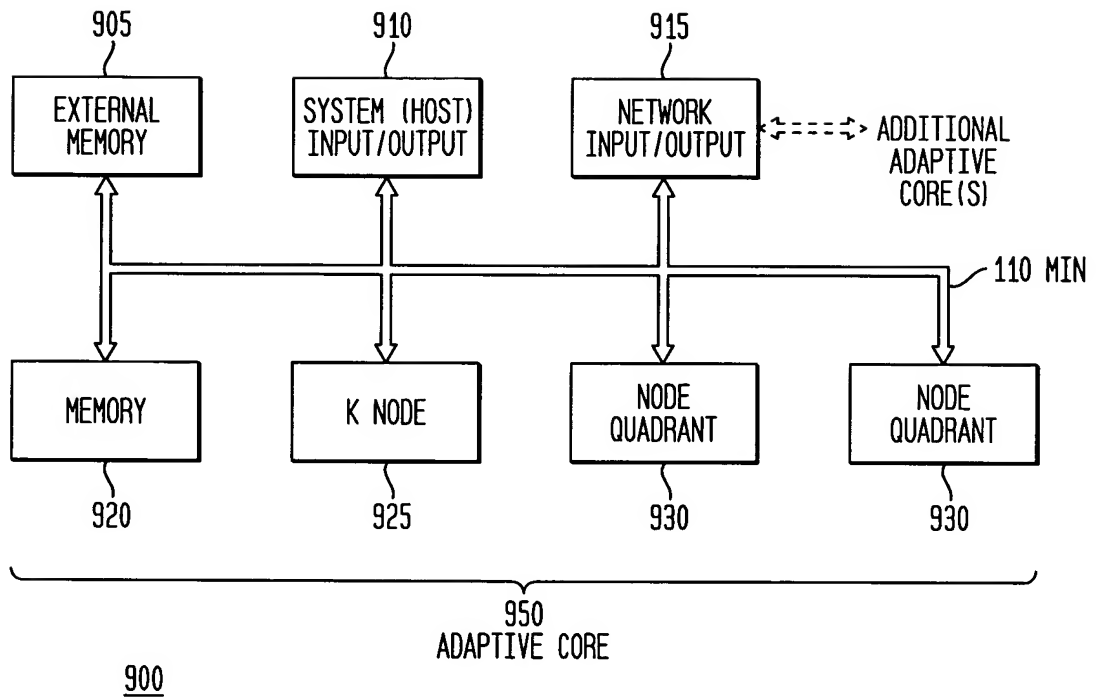 905
910
915
EXTERNAL
MEMORY
SYSTEM (HOST)
INPUT/OUTPUT
NETWORK
INPUT/OUTPUT
ADDITIONAL
ADAPTIVE
CORE(S)
110 MIN
MEMORY
K NODE
NODE
QUADRANT
NODE
QUADRANT
920
925
930
930
950
ADAPTIVE CORE
900